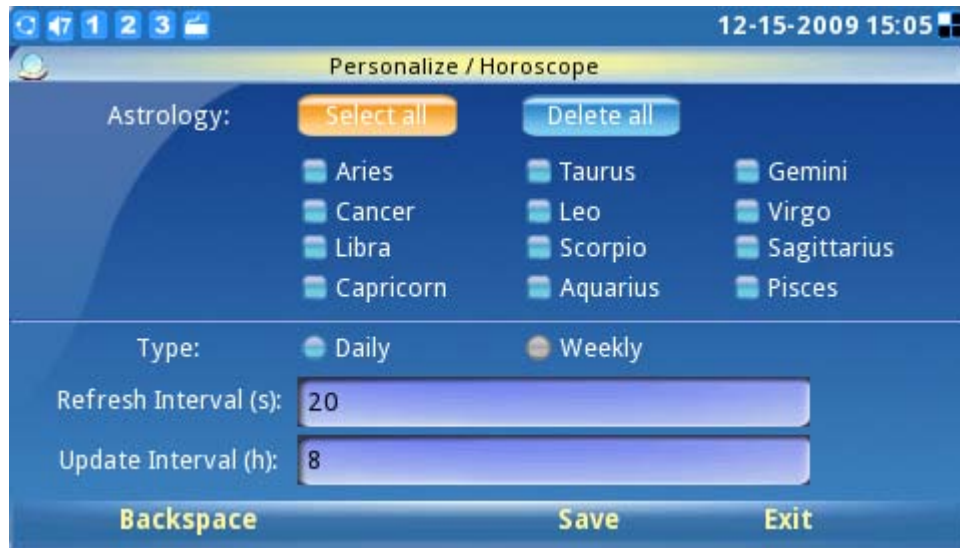 7 1 2 3 12-15-2009 15:05
Personalize / Horoscope
Astrology: Select all Delete all
Aries Taurus Gemini
Cancer Leo Virgo
Libra Scorpio Sagittarius
Capricorn Aquarius Pisces
Type: Daily Weekly
Refresh Interval (s): 20
Update Interval (h): 8
Backspace Save Exit